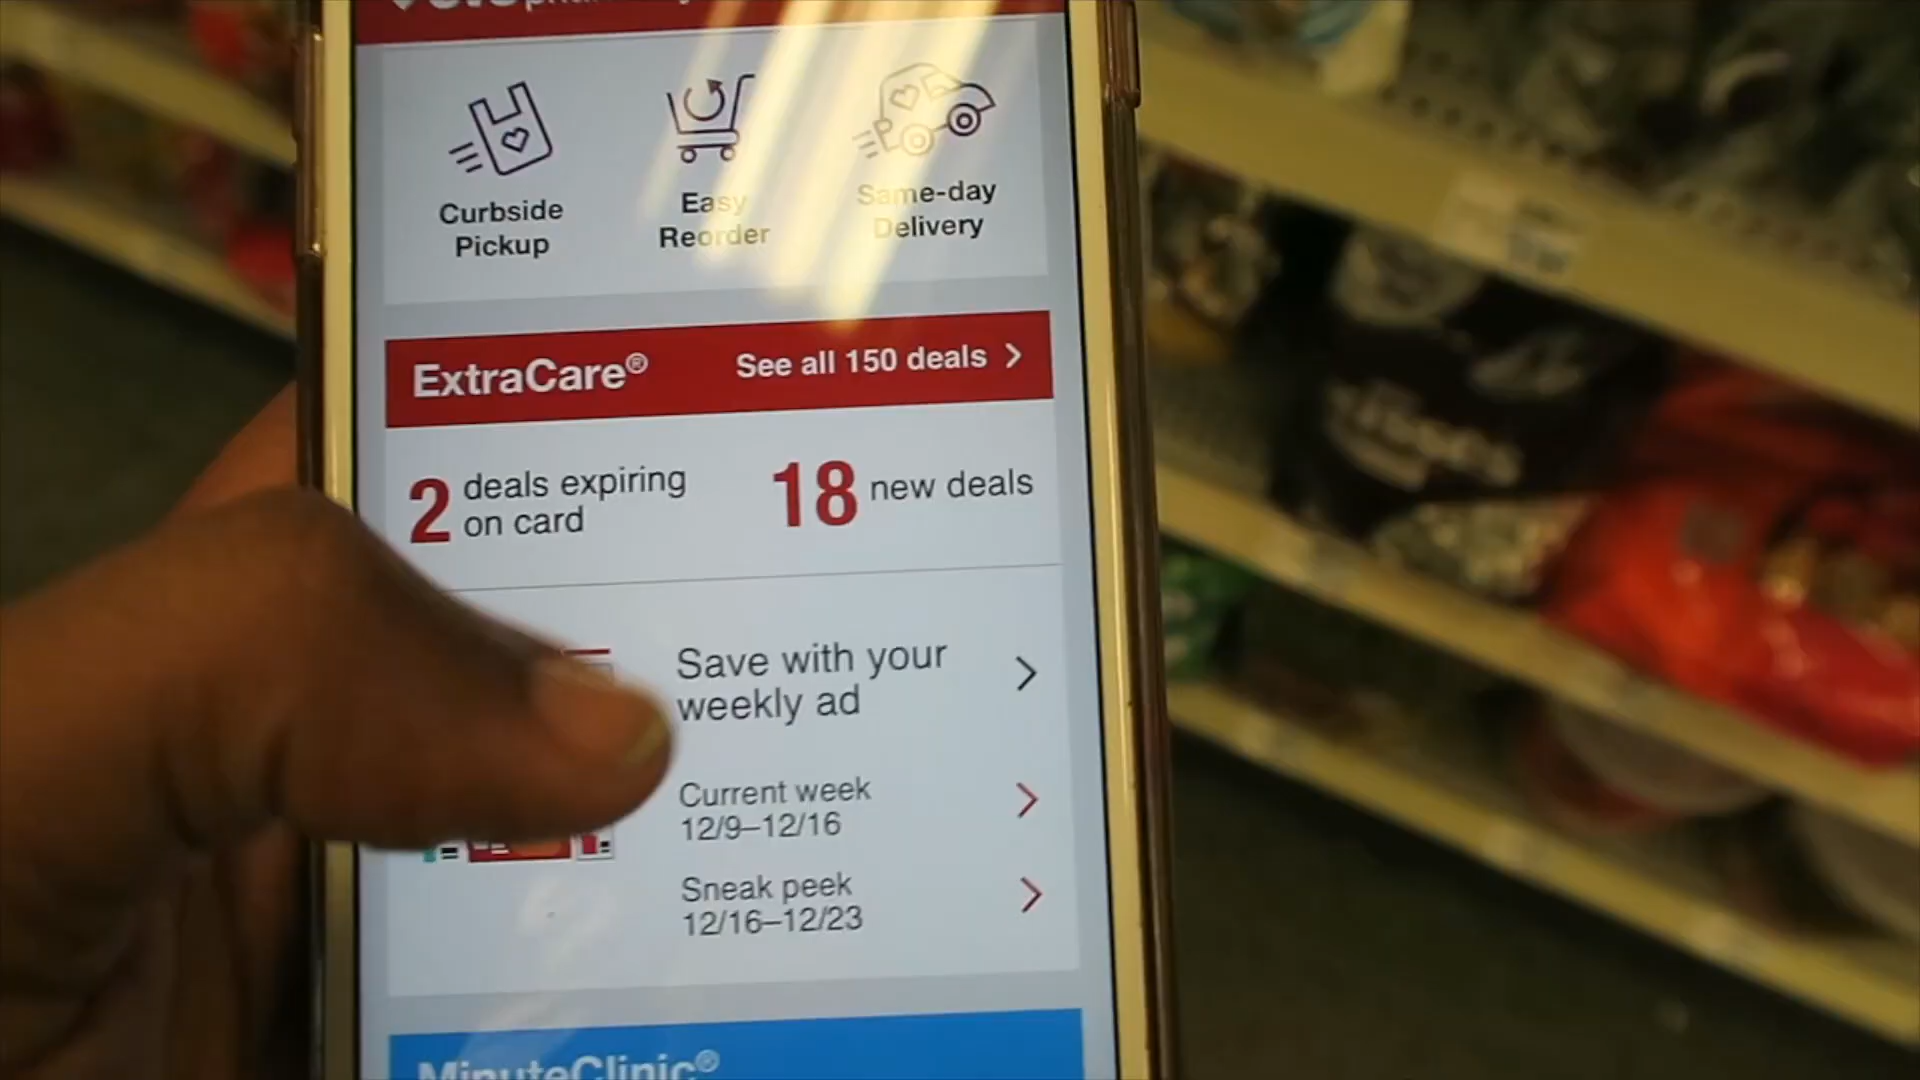 Curbside
Pickup
Easy
Reorder
Same-day
Delivery
ExtraCare®
See all 150 deals
2 deals expiring
on card
18 new deals
Save with your
weekly ad
Current week
12/9–12/16
Sneak peek
12/16–12/23
MinuteClinic®